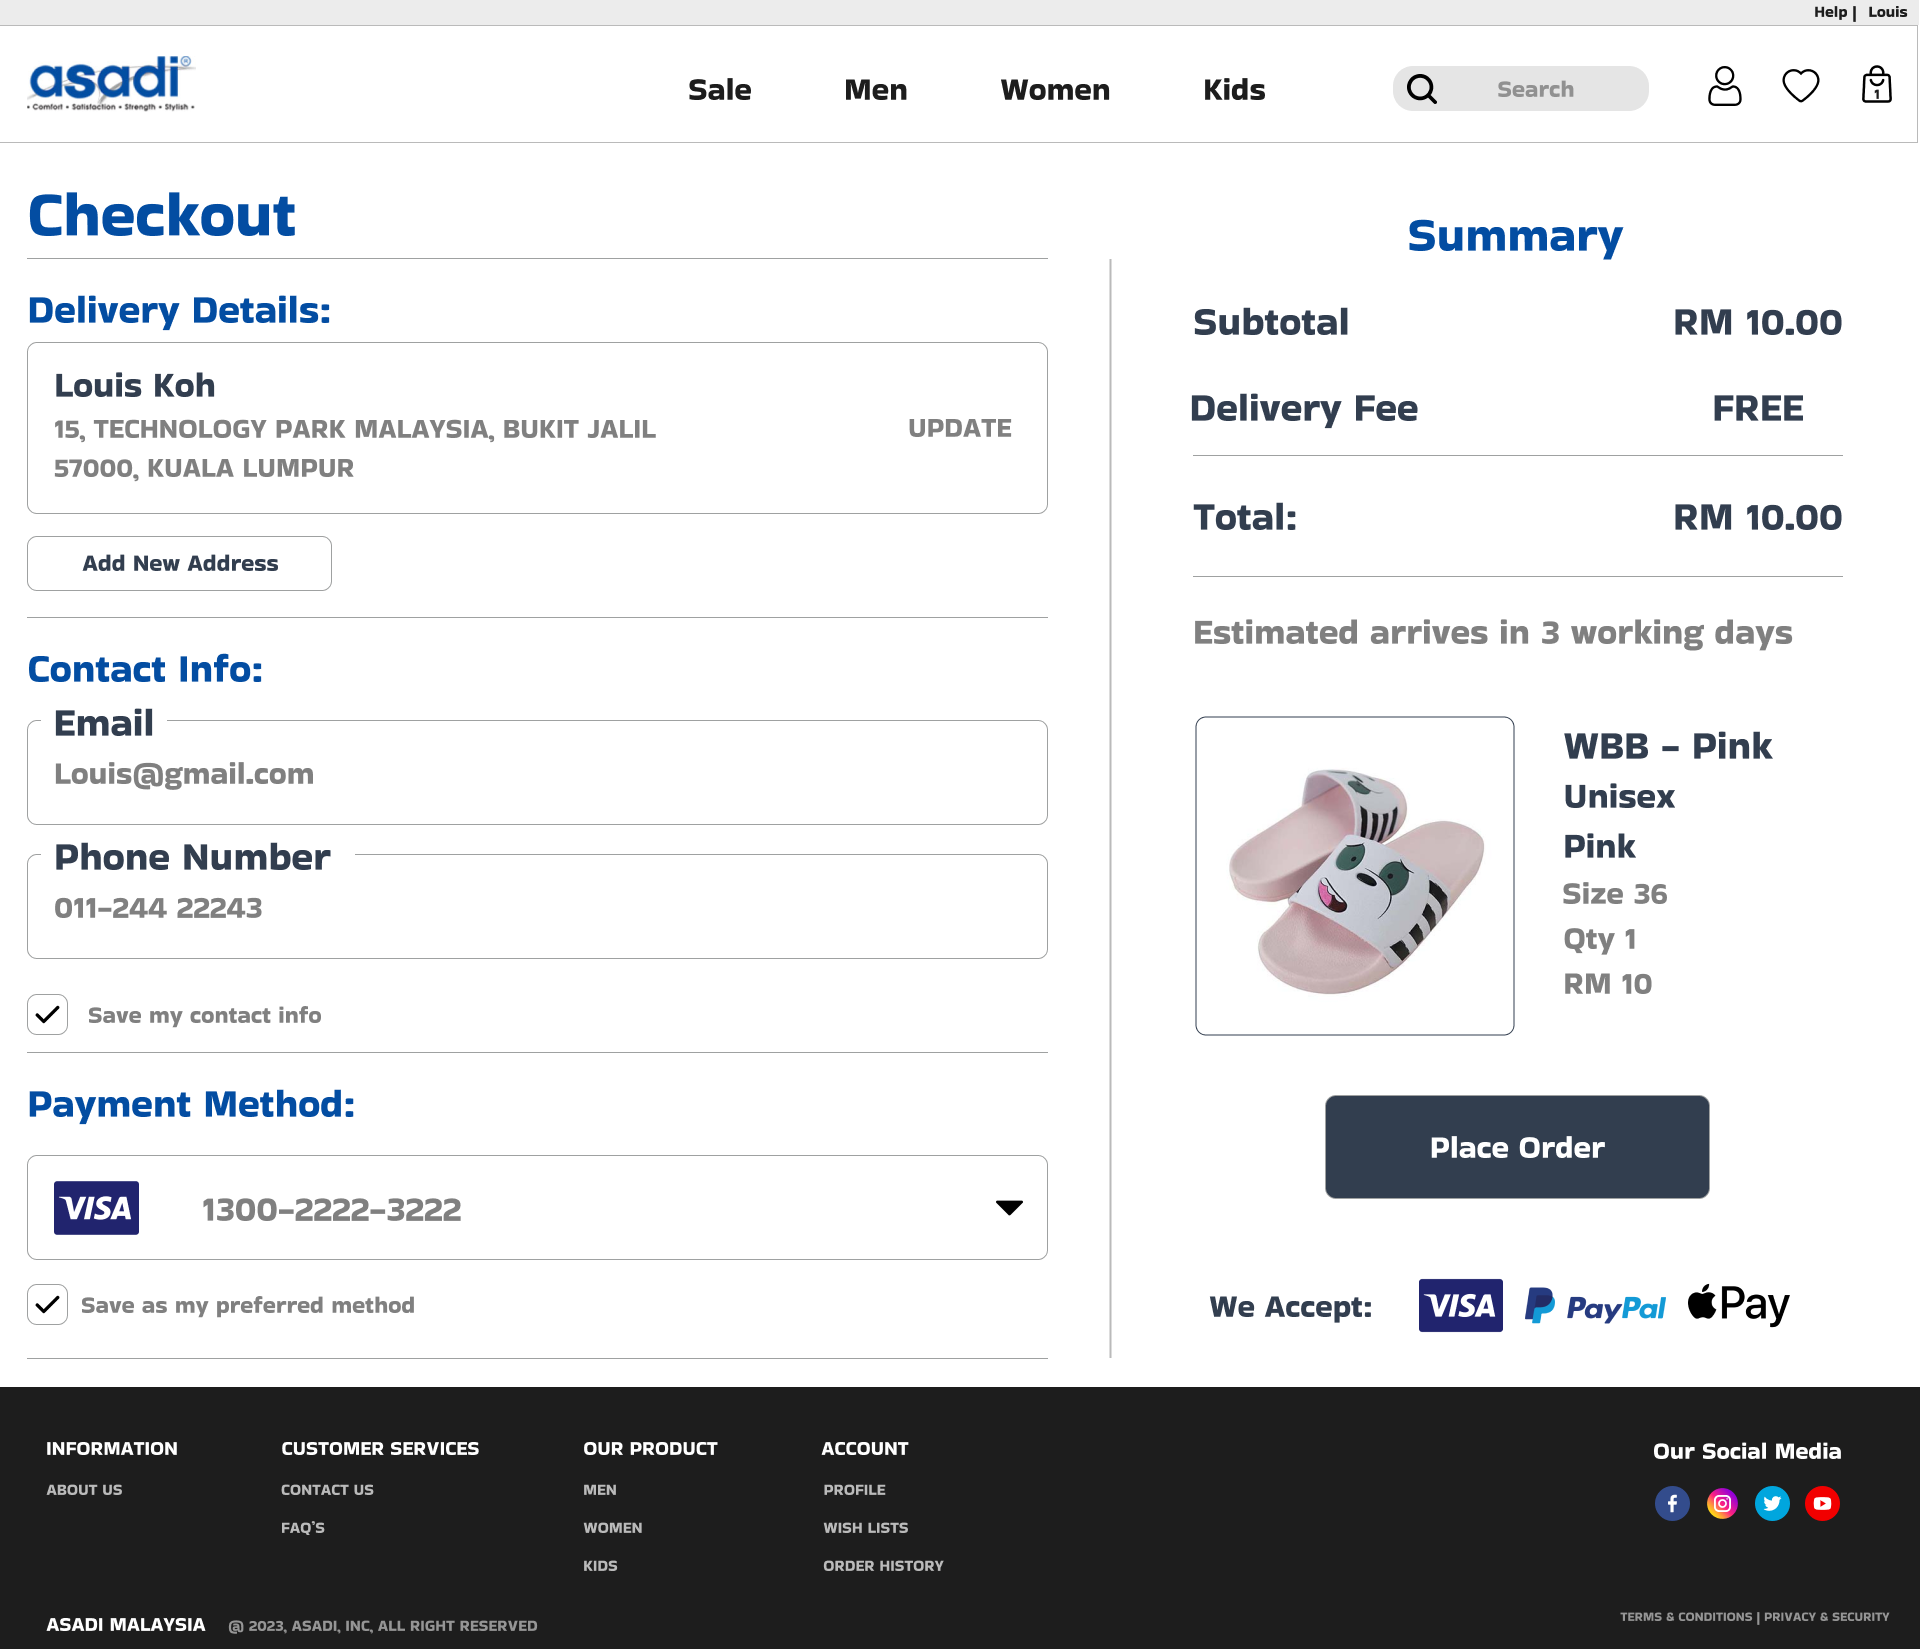 Help | Louis
asadi®
• Comfort • Satisfaction • Strength • Stylish •
Sale Men Women Kids Search 1
Checkout
Delivery Details:
Louis Koh
15, TECHNOLOGY PARK MALAYSIA, BUKIT JALIL
57000, KUALA LUMPUR
UPDATE
Add New Address
Contact Info:
Email
Louis@gmail.com
Phone Number
011-244 22243
Save my contact info
Payment Method:
VISA 1300-2222-3222
Save as my preferred method
Summary
Subtotal RM 10.00
Delivery Fee FREE
Total: RM 10.00
Estimated arrives in 3 working days
WBB - Pink
Unisex
Pink
Size 36
Qty 1
RM 10
Place Order
We Accept: VISA PayPal Pay
INFORMATION
ABOUT US
CUSTOMER SERVICES
CONTACT US
FAQ'S
OUR PRODUCT
MEN
WOMEN
KIDS
ACCOUNT
PROFILE
WISH LISTS
ORDER HISTORY
Our Social Media
ASADI MALAYSIA @ 2023, ASADI, INC, ALL RIGHT RESERVED
TERMS & CONDITIONS | PRIVACY & SECURITY